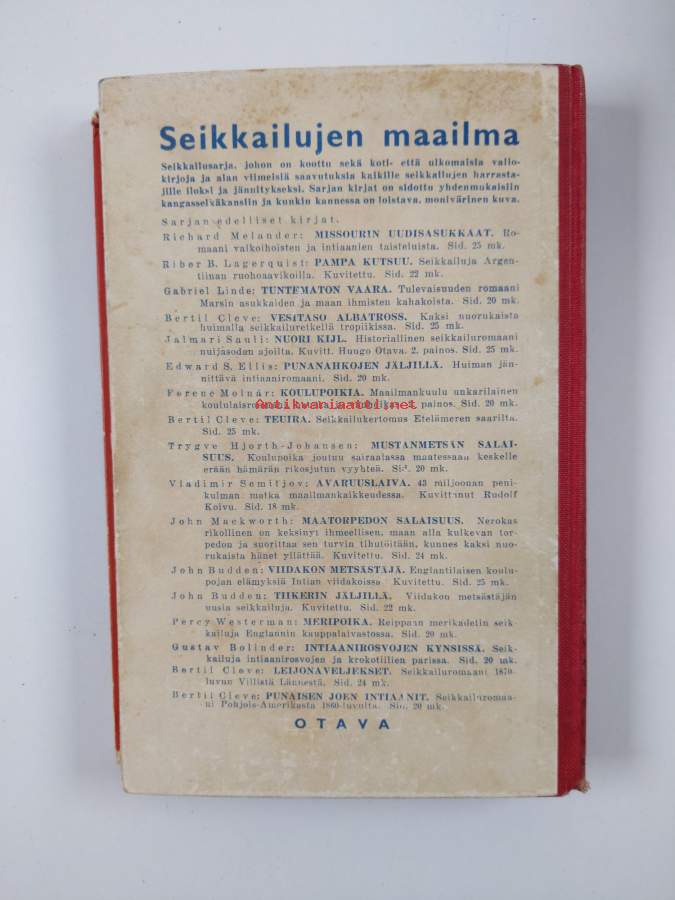 Seikkailujen maailma
Seikkailusarja, johon on koottu sekä koti- että ulkomaisia valio-
kirjoja ja alan viimeisiä saavutuksia kaikille seikkailujen harrasta-
jille iloksi ja jännitykseksi. Sarjan kirjat on sidottu yhdenmukaisiin
kangasselkäkansiin ja kunkin kannessa on loistava, monivärinen kuva.
Sarjan edelliset kirjat.
Richard Melander: MISSOURIN UUDISASUKKAAT. Ro-
maani valkoihoisten ja intiaanien taisteluista. Sid. 25 mk.
Riber B. Lagerquist: PAMPA KUTSUU. Seikkailuja Argen-
tiinan ruohoaavikoilla. Kuvitettu. Sid. 22 mk.
Gabriel Linde: TUNTEMATON VAARA. Tulevaisuuden romaani
Marsin asukkaiden ja maan ihmisten kahakoista. Sid. 20 mk.
Bertil Cleve: VESITASO ALBATROSS. Kaksi nuorukaista
huimalla seikkailuretkellä tropiikissa. Sid. 25 mk.
Jalmari Sauli: NUORI KIJL. Historiallinen seikkailuromaani
nuijasodan ajoilta. Kuvitt. Hungo Otava. 2. painos. Sid. 25 mk.
Edward S. Ellis: PUNANAHKOJEN JÄLJILLÄ. Huiman jän-
nittävä intiaaniromaani. Sid. 20 mk.
Ferenc Molnár: KOULUPOIKIA. Maailmankuulu unkarilainen
Antikvariaatti.net
painos. Sid. 20 mk.
Bertil Cleve: TEUIRA. Seikkailukertomus Etelämeren saarilta.
Sid. 25 mk.
Trygve Hjorth-Johansen: MUSTANMETSÄN SALAI-
SUUS. Koulupoika joutuu sairaalassa maatessaan keskelle
erään hämärän rikosjutun vyyhteä. Sid. 20 mk.
Vladimir Semitjov: AVARUUSLAIVA. 43 miljoonan peni-
kulman matka maailmankaikkeudessa. Kuvittanut Rudolf
Koivu. Sid. 18 mk.
John Mackworth: MAATORPEDON SALAISUUS. Nerokas
rikollinen on keksinyt ihmeellisen, maan alla kulkevan tor-
pedon ja suorittaa sen turvin tihutöitään, kunnes kaksi nuo-
rukaista hänet yllättää. Kuvitettu. Sid. 24 mk.
John Budden: VIIDAKON METSÄSTÄJÄ. Englantilaisen koulu-
pojan elämyksiä Intian viidakoissa Kuvitettu. Sid. 25 mk.
John Budden: TIIKERIN JÄLJILLÄ. Viidakon metsästäjän
uusia seikkailuja. Kuvitettu. Sid. 22 mk.
Percy Westerman: MERIPOIKA. Reippaan merikadetin seik-
kailuja Englannin kauppalaivastossa. Sid. 20 mk.
Gustav Bolinder: INTIAANIROSVOJEN KYNSISSÄ. Seik-
kailuja intiaanirosvojen ja krokotiilien parissa. Sid. 20 mk.
Bertil Cleve: LEIJONAVELJEKSET. Seikkailuromaani 1870-
luvun Villistä Lännestä. Sid. 24 mk.
Bertil Cleve: PUNAISEN JOEN INTIAANIT. Seikkailuromaa-
ni Pohjois-Amerikasta 1860-luvulta. Sid. 20 mk.
OTAVA